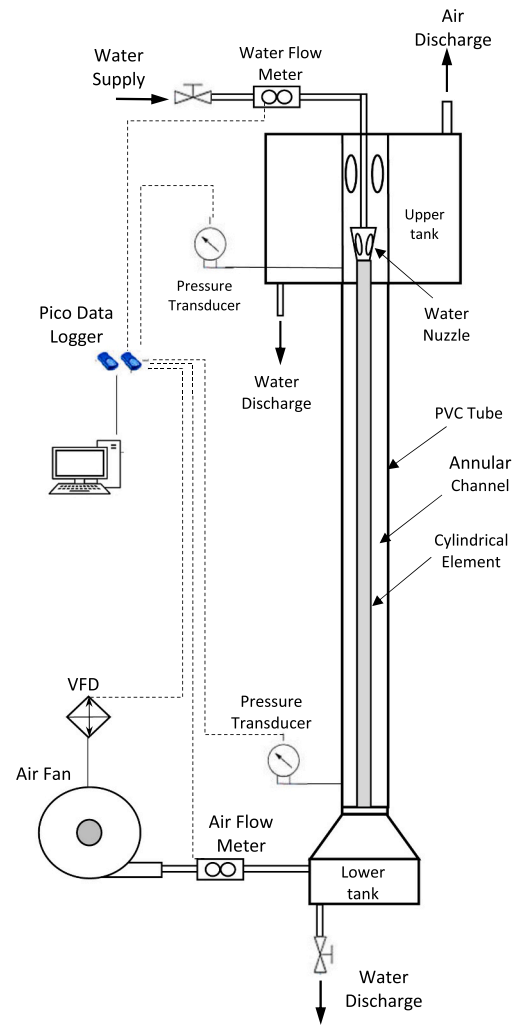 Air
Discharge
Water
Supply
Water Flow
Meter
Upper
tank
Pressure
Transducer
Water
Nuzzle
Pico Data
Logger
Water
Discharge
PVC Tube
Annular
Channel
Cylindrical
Element
VFD
Pressure
Transducer
Air Fan
Air Flow
Meter
Lower
tank
Water
Discharge